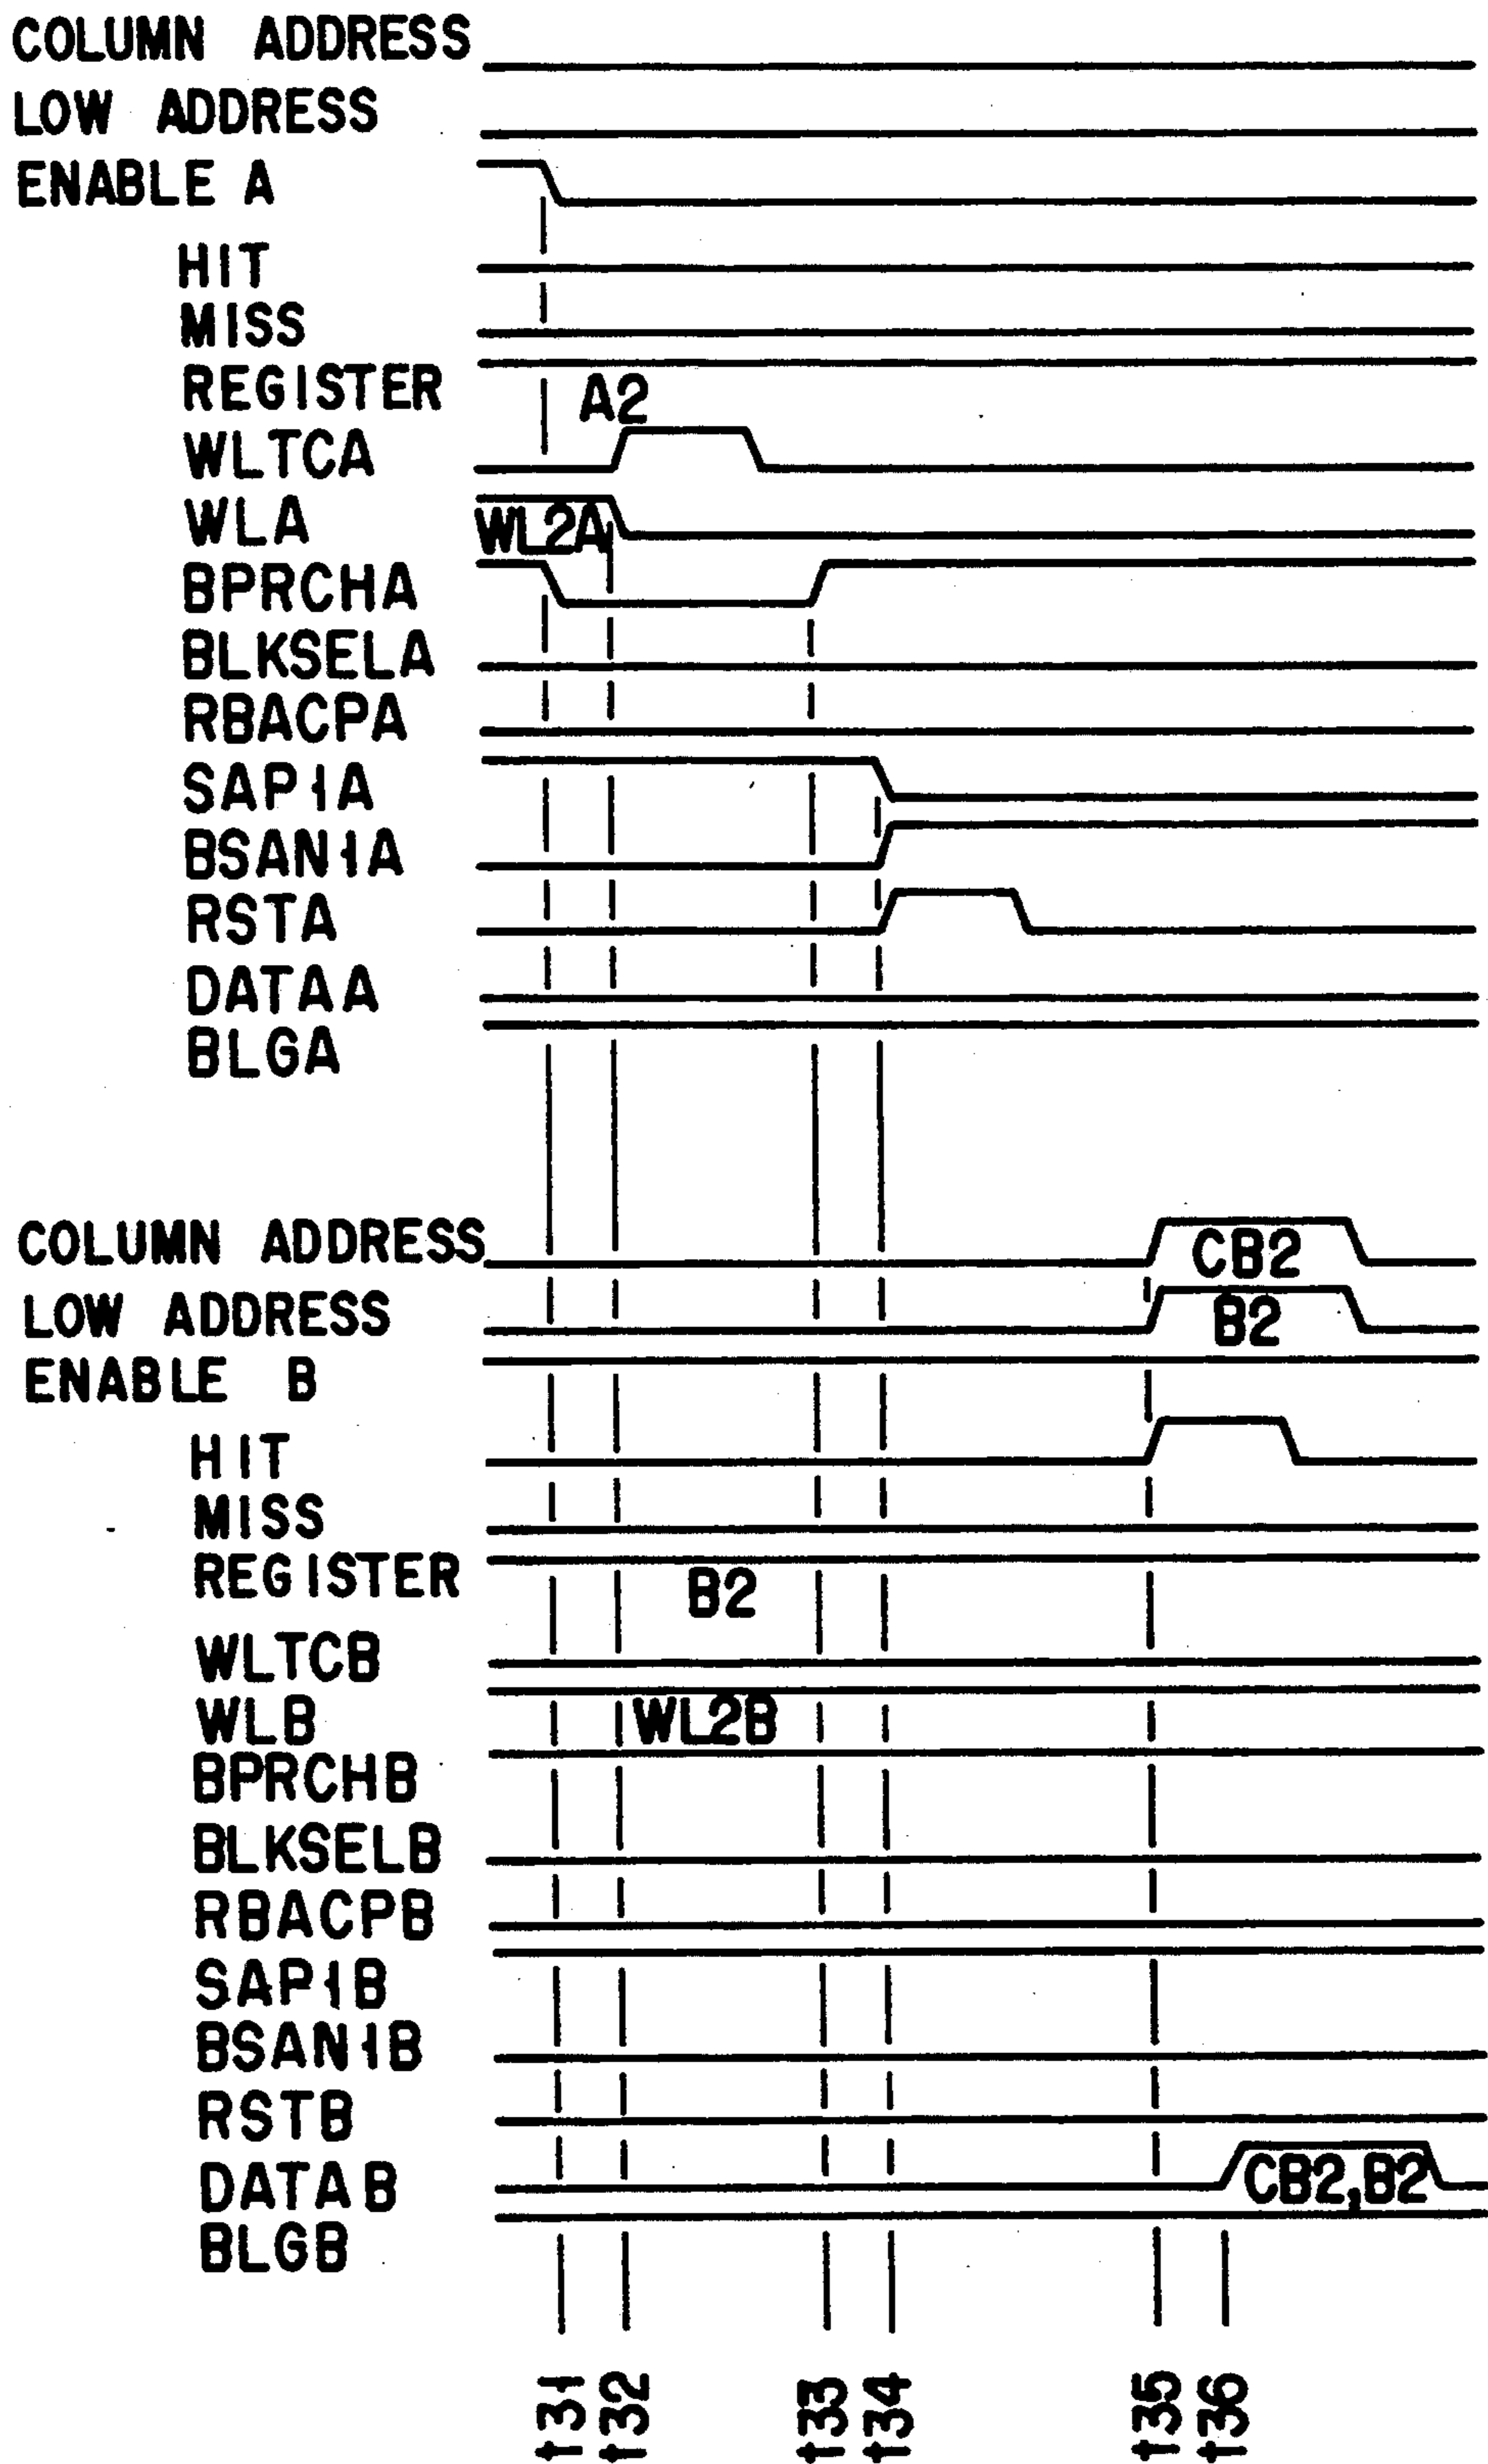 COLUMN ADDRESS
LOW ADDRESS
ENABLE A
HIT
MISS
REGISTER
A2
WLTCA
WLA
WL2A
BPRCHA
BLKSELA
RBACPA
SAP1A
BSAN1A
RSTA
DATAA
BLGA
COLUMN ADDRESS
CB2
LOW ADDRESS
B2
ENABLE B
HIT
MISS
REGISTER
B2
WLTCB
WLB
WL2B
BPRCHB
BLKSELB
RBACPB
SAP1B
BSAN1B
RSTB
DATAB
CB2,B2
BLGB
t31
t32
t33
t34
t35
t36